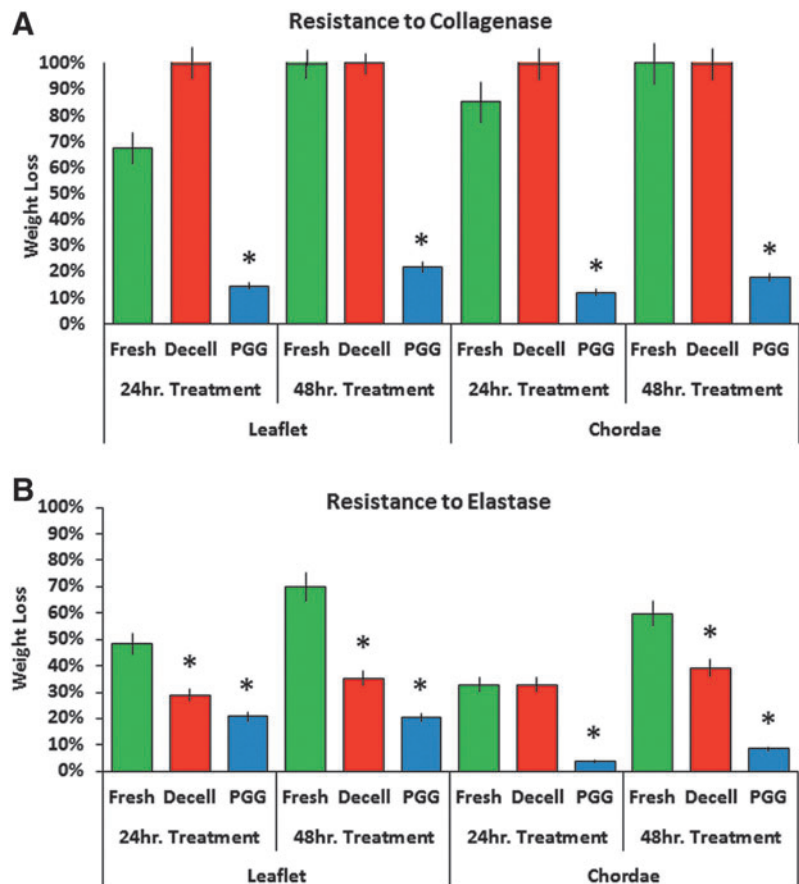 A
Resistance to Collagenase
Weight Loss
100%
90%
80%
70%
60%
50%
40%
30%
20%
10%
0%
*
*
*
*
Fresh Decell PGG Fresh Decell PGG Fresh Decell PGG Fresh Decell PGG
24hr. Treatment 48hr. Treatment 24hr. Treatment 48hr. Treatment
Leaflet Chordae
B
Resistance to Elastase
Weight Loss
100%
90%
80%
70%
60%
50%
40%
30%
20%
10%
0%
*
*
*
*
*
*
*
Fresh Decell PGG Fresh Decell PGG Fresh Decell PGG Fresh Decell PGG
24hr. Treatment 48hr. Treatment 24hr. Treatment 48hr. Treatment
Leaflet Chordae